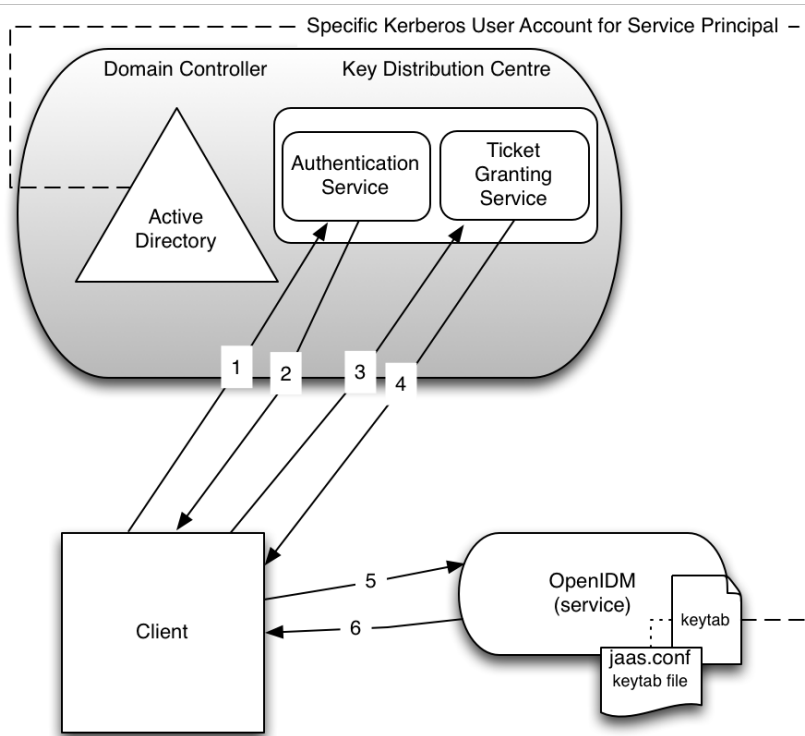 Specific Kerberos User Account for Service Principal
Domain Controller
Key Distribution Centre
Authentication
Service
Ticket
Granting
Service
Active
Directory
1
2
3
4
5
6
Client
OpenIDM
(service)
keytab
jaas.conf
keytab file